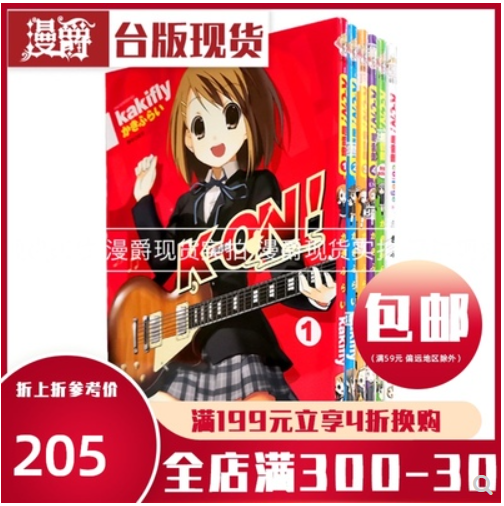 漫爵
台版现货
kakifly
かきふらい
K-ON!
漫爵现货实拍 漫爵现货实拍
1
包邮
(满59元 偏远地区除外)
折上折参考价
205
满199元立享4折换购
全店满300-30